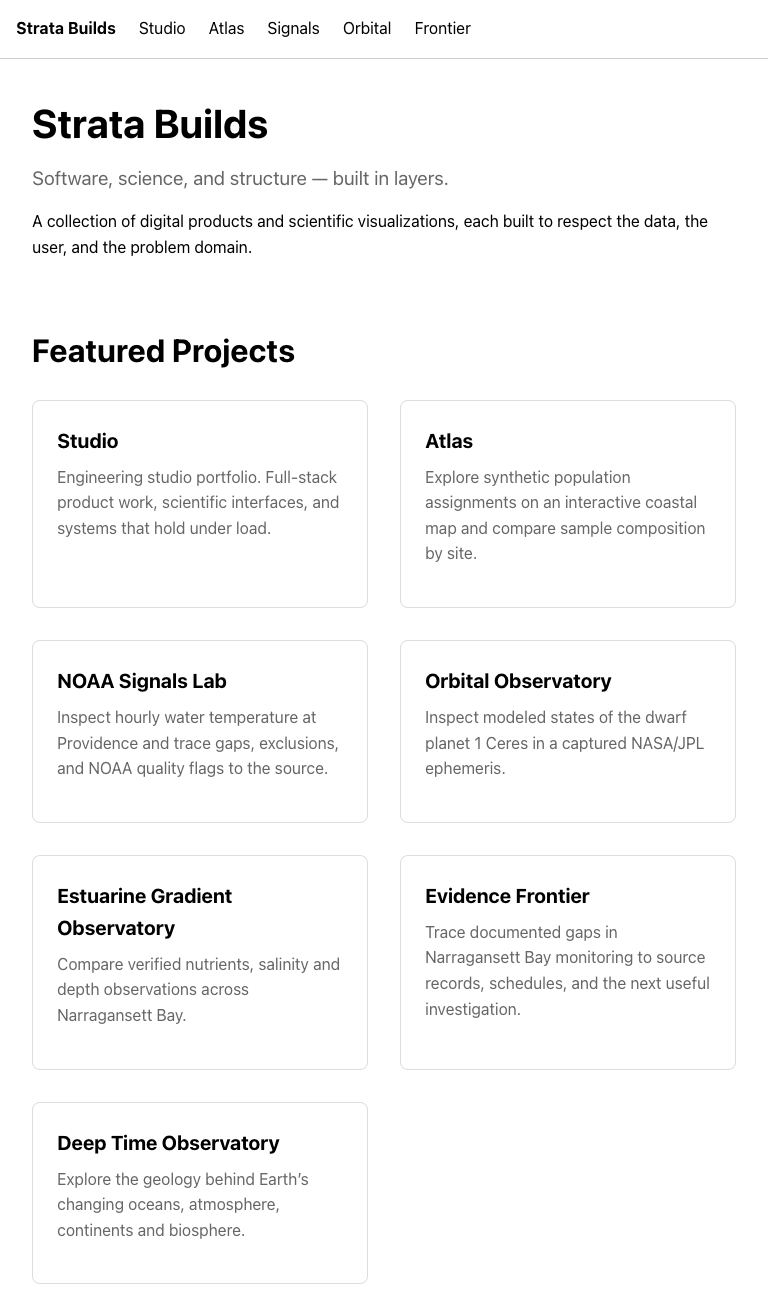 Strata Builds Studio Atlas Signals Orbital Frontier
Strata Builds
Software, science, and structure — built in layers.
A collection of digital products and scientific visualizations, each built to respect the data, the
user, and the problem domain.
Featured Projects
Studio
Engineering studio portfolio. Full-stack
product work, scientific interfaces, and
systems that hold under load.
Atlas
Explore synthetic population
assignments on an interactive coastal
map and compare sample composition
by site.
NOAA Signals Lab
Inspect hourly water temperature at
Providence and trace gaps, exclusions,
and NOAA quality flags to the source.
Orbital Observatory
Inspect modeled states of the dwarf
planet 1 Ceres in a captured NASA/JPL
ephemeris.
Estuarine Gradient
Observatory
Compare verified nutrients, salinity and
depth observations across
Narragansett Bay.
Evidence Frontier
Trace documented gaps in
Narragansett Bay monitoring to source
records, schedules, and the next useful
investigation.
Deep Time Observatory
Explore the geology behind Earth’s
changing oceans, atmosphere,
continents and biosphere.